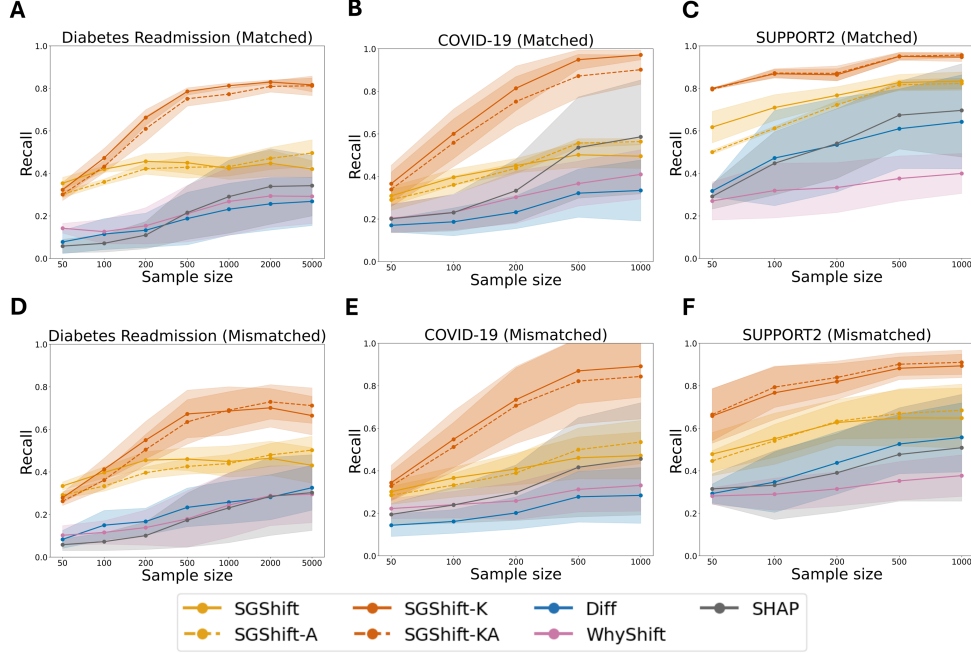 A
Diabetes Readmission (Matched)
Recall
1.0
0.8
0.6
0.4
0.2
0.0
50 100 200 500 1000 2000 5000
Sample size
B
COVID-19 (Matched)
Recall
1.0
0.8
0.6
0.4
0.2
0.0
50 100 200 500 1000
Sample size
C
SUPPORT2 (Matched)
Recall
1.0
0.8
0.6
0.4
0.2
0.0
50 100 200 500 1000
Sample size
D
Diabetes Readmission (Mismatched)
Recall
1.0
0.8
0.6
0.4
0.2
0.0
50 100 200 500 1000 2000 5000
Sample size
E
COVID-19 (Mismatched)
Recall
1.0
0.8
0.6
0.4
0.2
0.0
50 100 200 500 1000
Sample size
F
SUPPORT2 (Mismatched)
Recall
1.0
0.8
0.6
0.4
0.2
0.0
50 100 200 500 1000
Sample size
SGShift SGShift-K Diff SHAP
SGShift-A SGShift-KA WhyShift